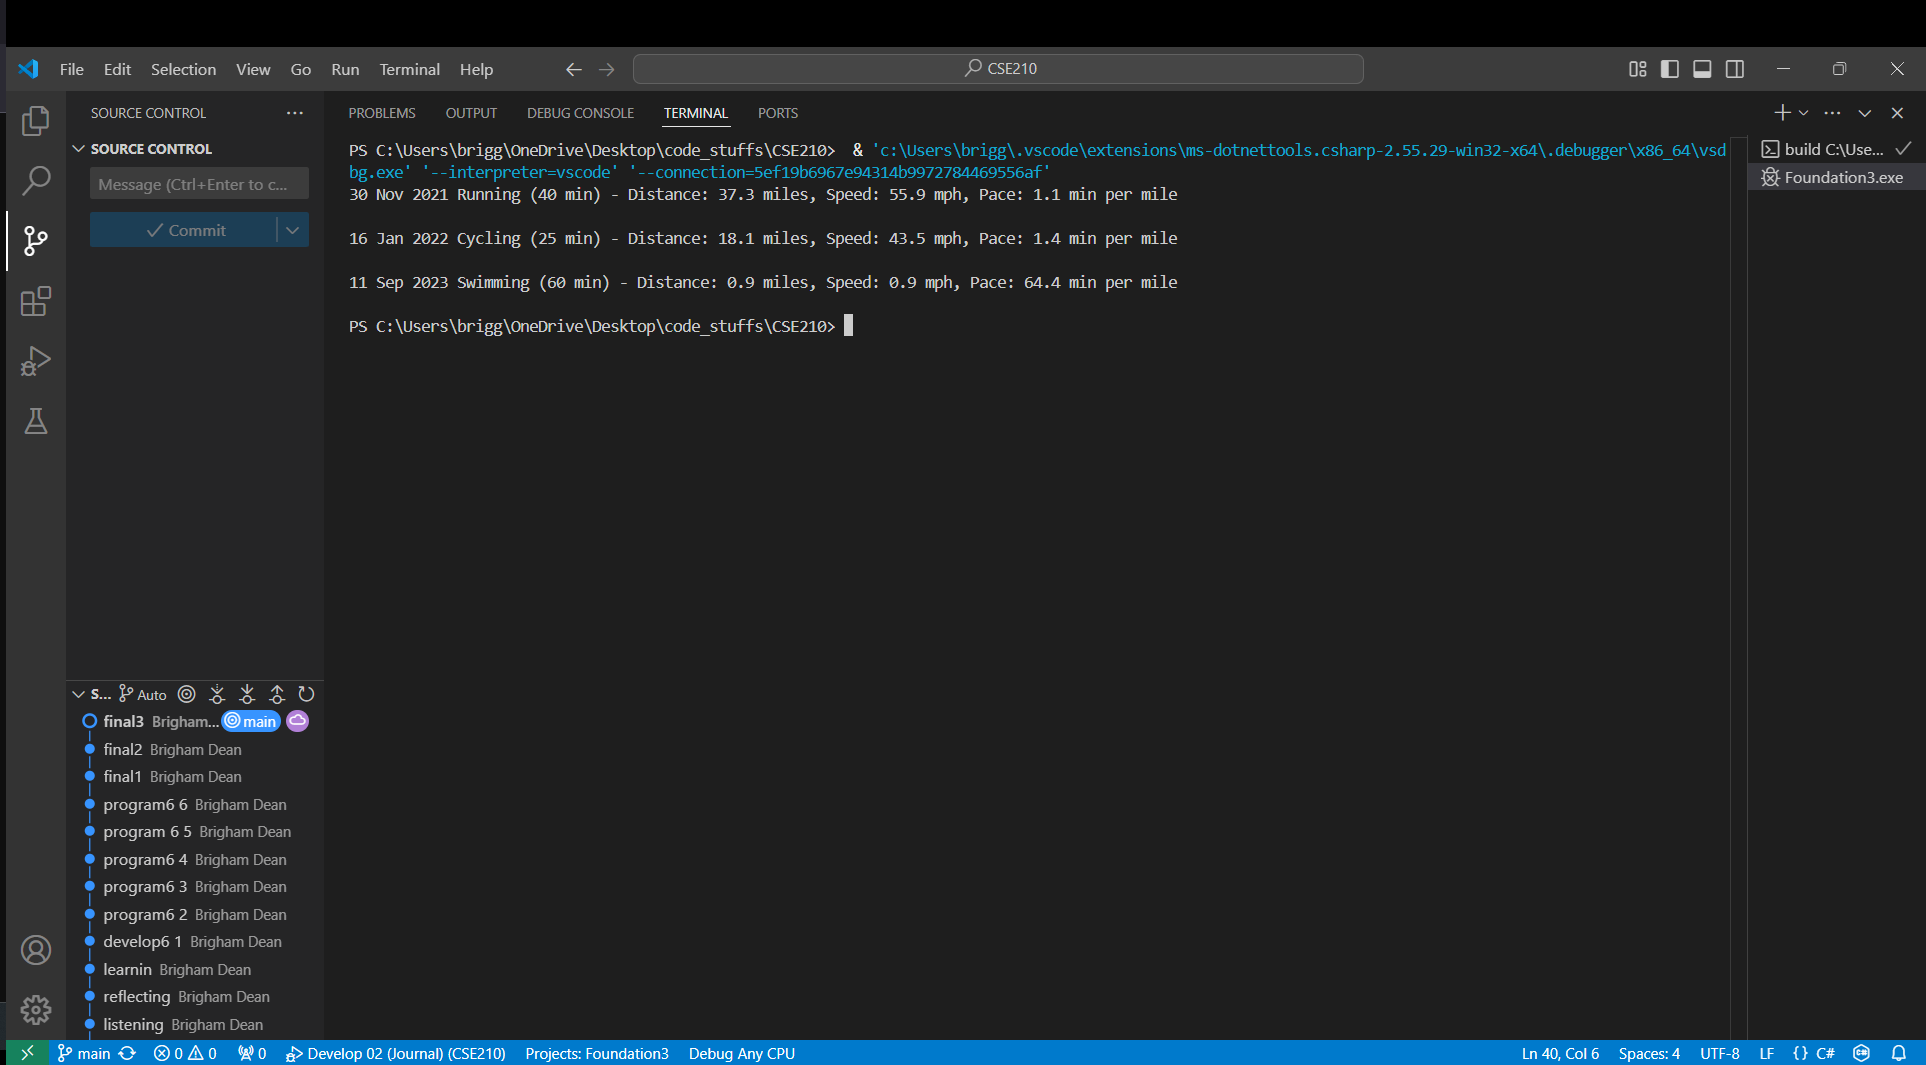 File Edit Selection View Go Run Terminal Help
CSE210
SOURCE CONTROL
PROBLEMS OUTPUT DEBUG CONSOLE TERMINAL PORTS
SOURCE CONTROL
Message (Ctrl+Enter to c...
Commit
PS C:\Users\brigg\OneDrive\Desktop\code_stuffs\CSE210>  & 'c:\Users\brigg\.vscode\extensions\ms-dotnettools.csharp-2.55.29-win32-x64\.debugger\x86_64\vsd
bg.exe' '--interpreter=vscode' '--connection=5ef19b6967e94314b9972784469556af'
30 Nov 2021 Running (40 min) - Distance: 37.3 miles, Speed: 55.9 mph, Pace: 1.1 min per mile
16 Jan 2022 Cycling (25 min) - Distance: 18.1 miles, Speed: 43.5 mph, Pace: 1.4 min per mile
11 Sep 2023 Swimming (60 min) - Distance: 0.9 miles, Speed: 0.9 mph, Pace: 64.4 min per mile
PS C:\Users\brigg\OneDrive\Desktop\code_stuffs\CSE210>
build C:\Use...
Foundation3.exe
S... Auto
final3 Brigham... main
final2 Brigham Dean
final1 Brigham Dean
program6 6 Brigham Dean
program 6 5 Brigham Dean
program6 4 Brigham Dean
program6 3 Brigham Dean
program6 2 Brigham Dean
develop6 1 Brigham Dean
learnin Brigham Dean
reflecting Brigham Dean
listening Brigham Dean
main 0 0 0 Develop 02 (Journal) (CSE210) Projects: Foundation3 Debug Any CPU Ln 40, Col 6 Spaces: 4 UTF-8 LF {} C#